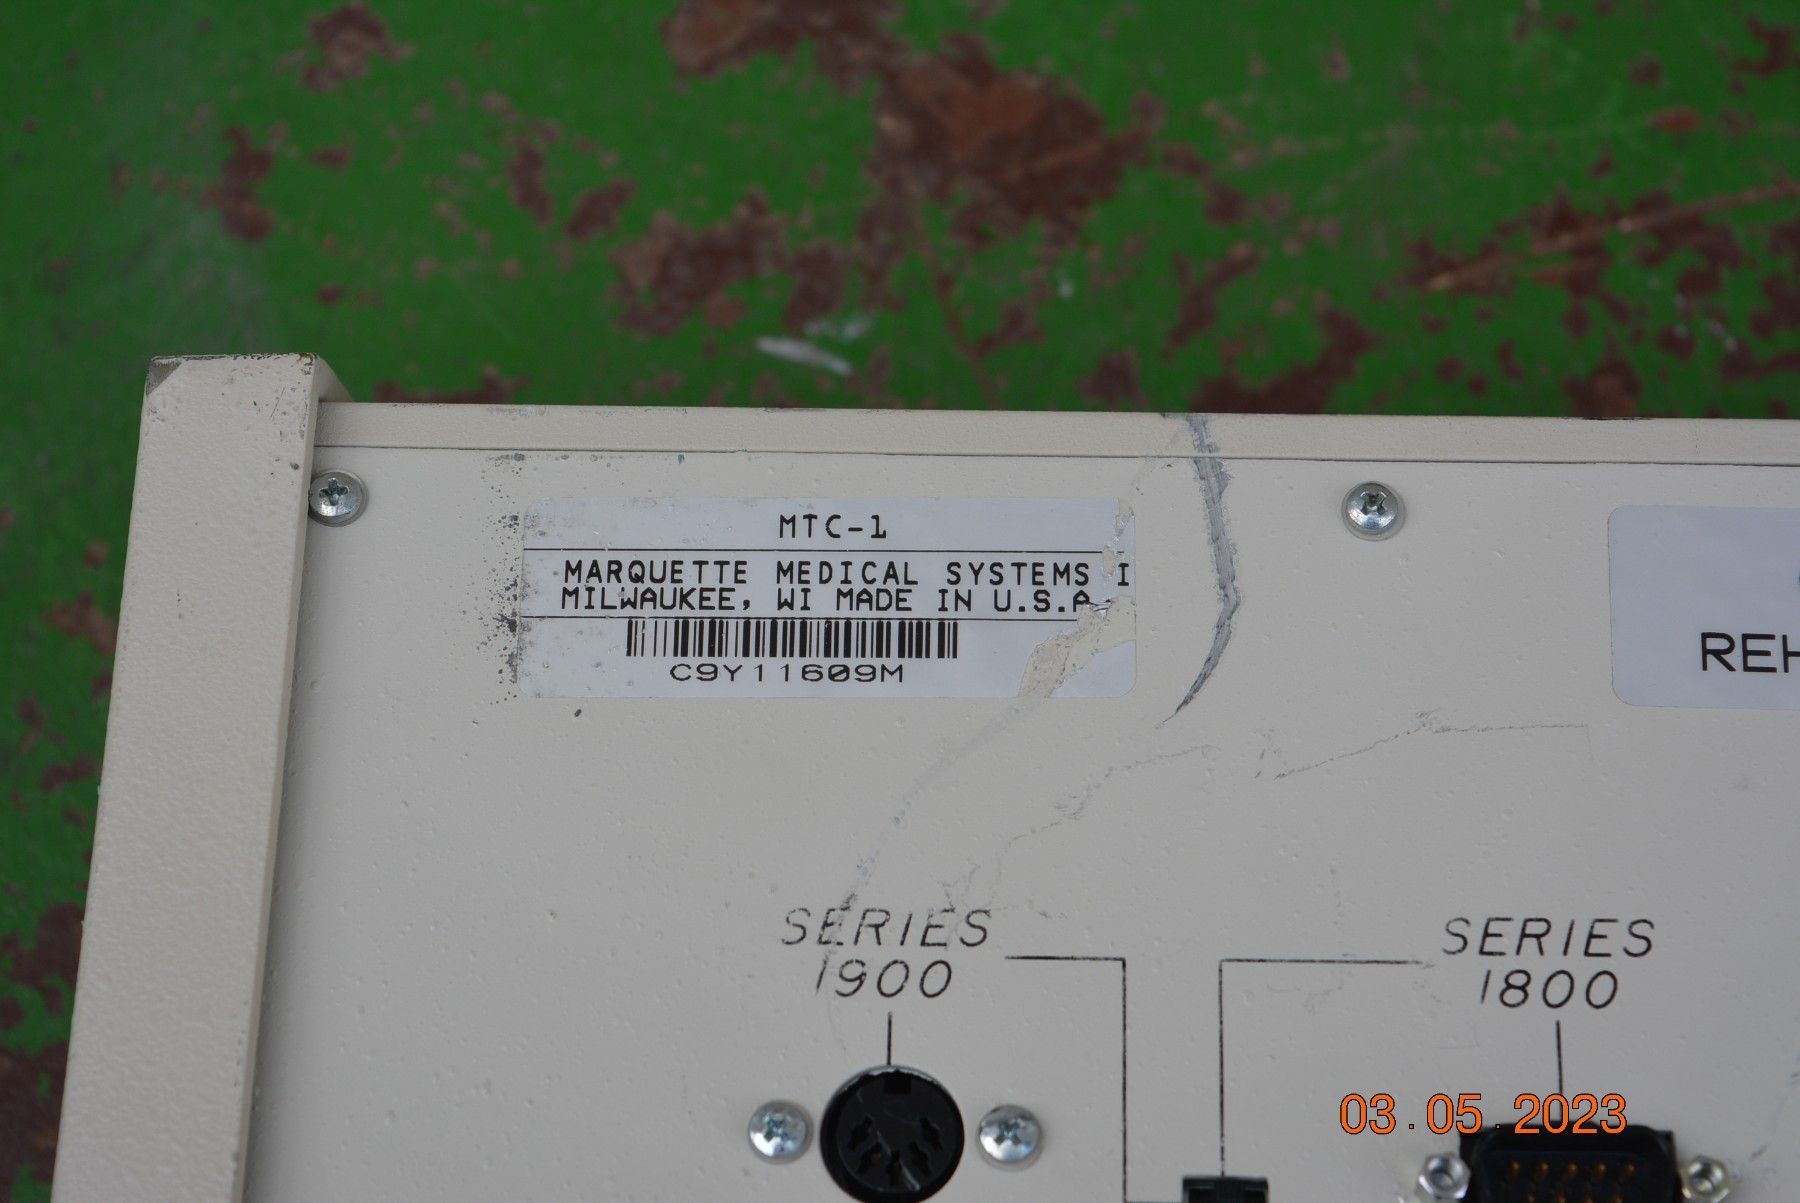 MTC-1
MARQUETTE MEDICAL SYSTEMS I
MILWAUKEE, WI MADE IN U.S.A
C9Y11609M
REH
SERIES
1900
SERIES
1800
03.05.2023